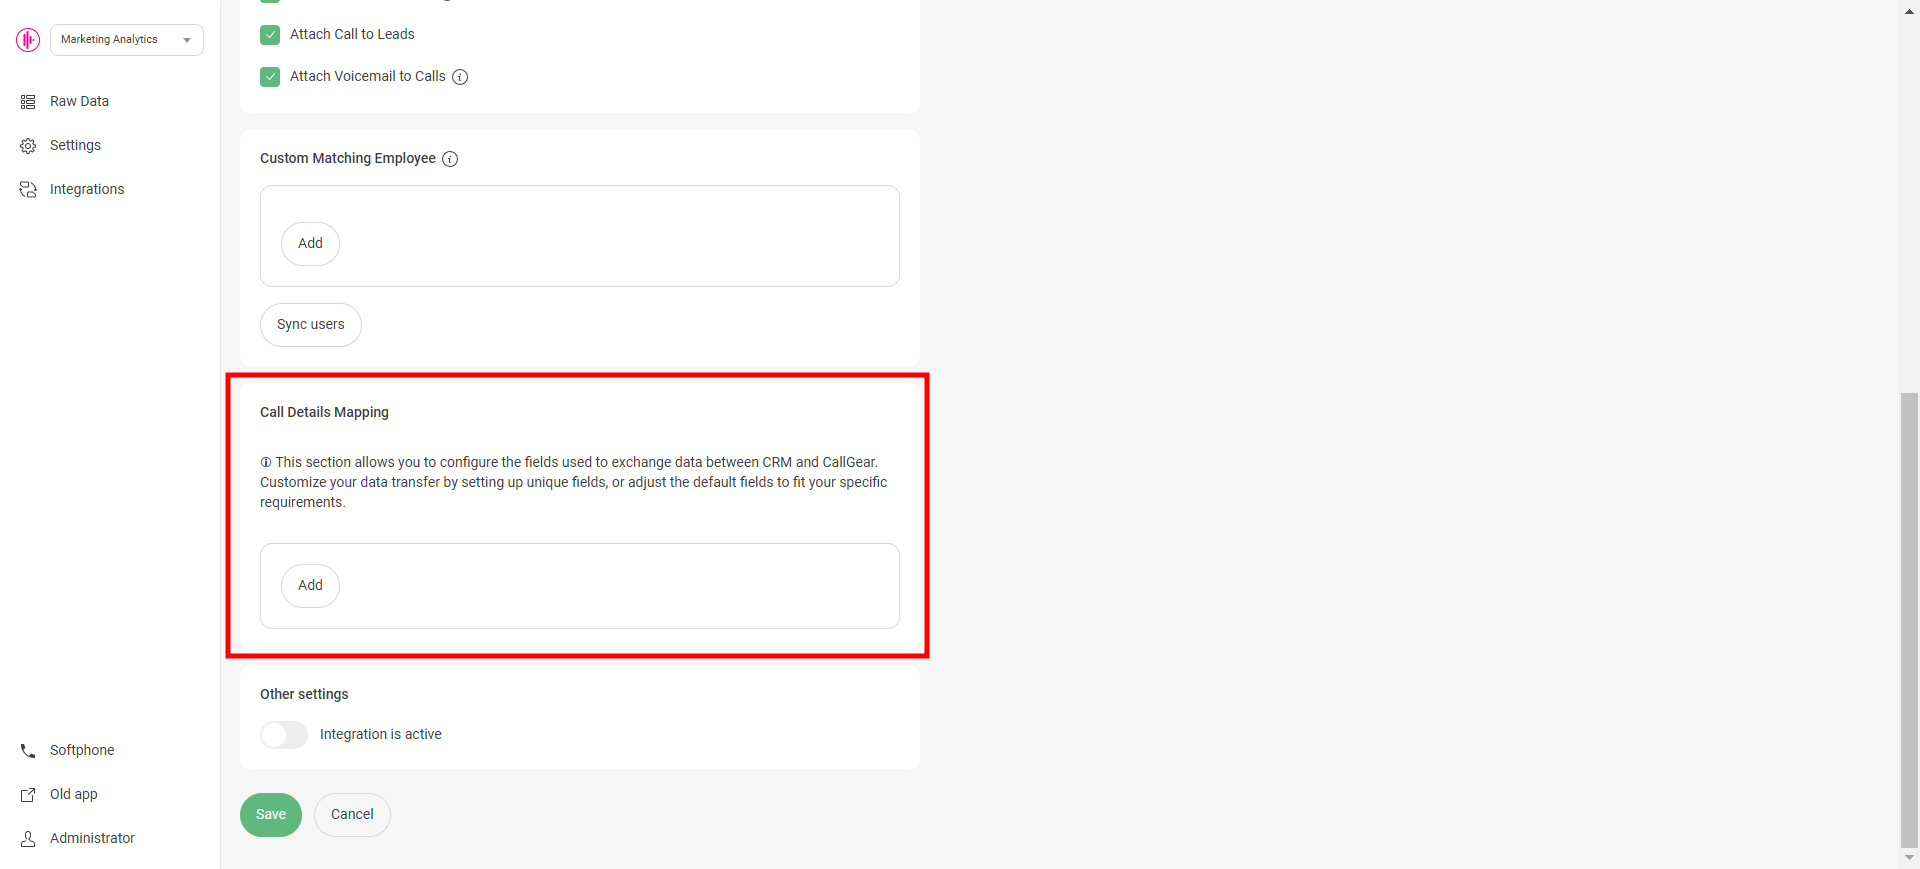 Marketing Analytics
Raw Data
Settings
Integrations
Softphone
Old app
Administrator
Attach Call to Leads
Attach Voicemail to Calls
Custom Matching Employee
Add
Sync users
Call Details Mapping
This section allows you to configure the fields used to exchange data between CRM and CallGear.
Customize your data transfer by setting up unique fields, or adjust the default fields to fit your specific
requirements.
Add
Other settings
Integration is active
Save
Cancel